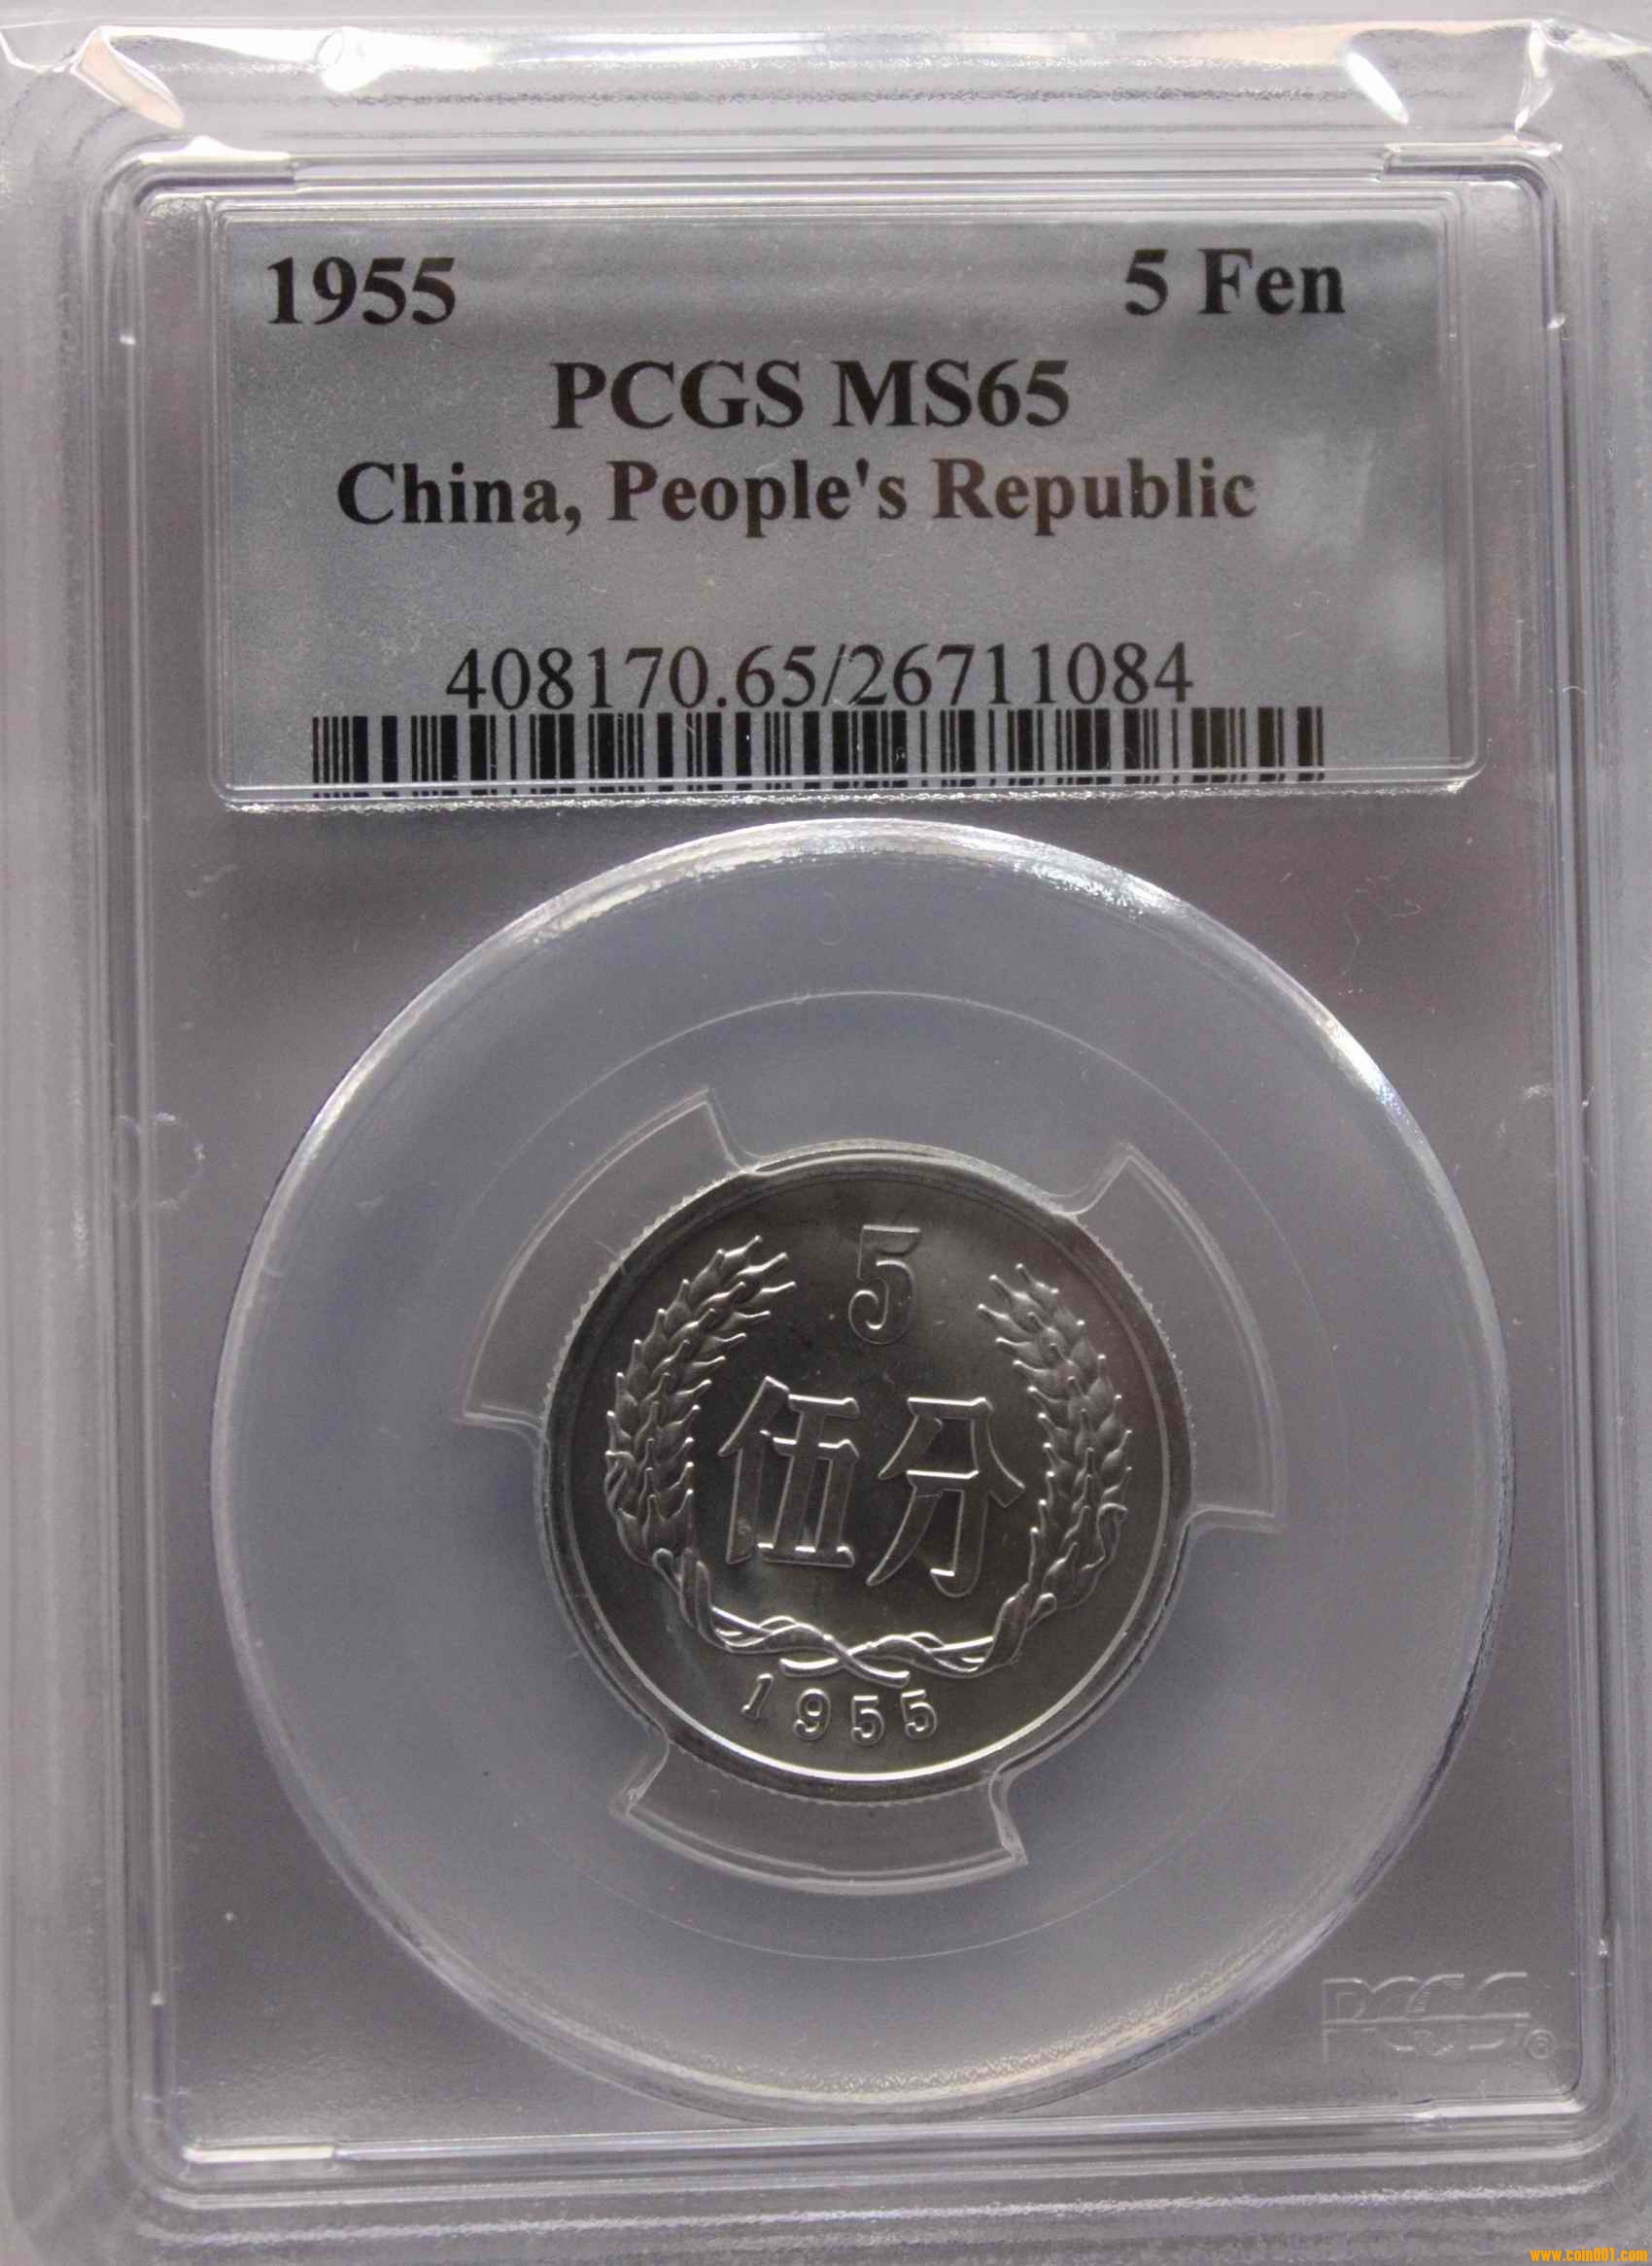 1955 5 Fen
PCGS MS65
China, People's Republic
408170.65/26711084
5
伍分
1955
PCGS
®
www.coin001.com